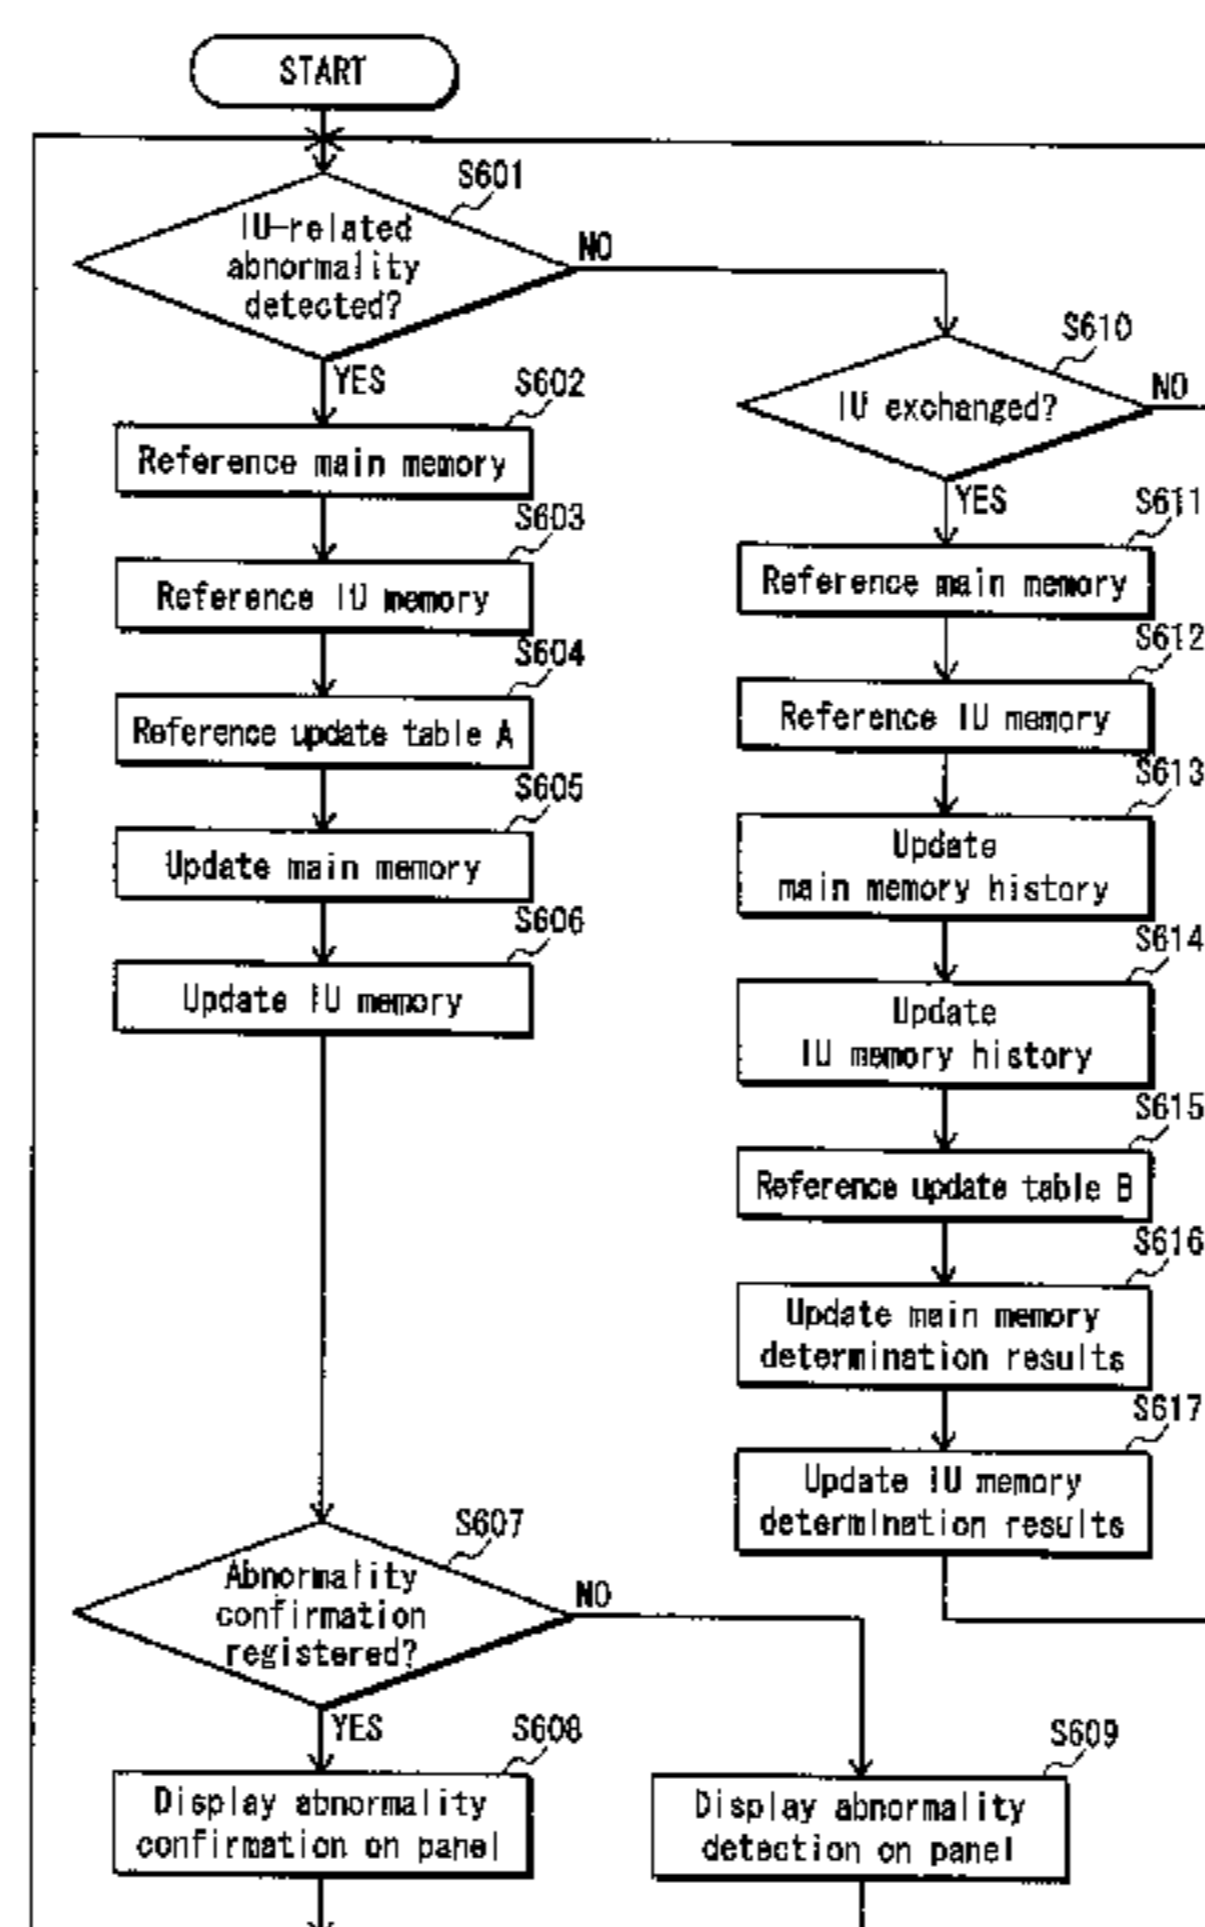 START
S601
IU-related
abnormality
detected?
NO
YES
S602
Reference main memory
S603
Reference IU memory
S604
Reference update table A
S605
Update main memory
S606
Update IU memory
S607
Abnormality
confirmation
registered?
NO
YES
S608
Display abnormality
confirmation on panel
S609
Display abnormality
detection on panel
S610
IU exchanged?
NO
YES
S611
Reference main memory
S612
Reference IU memory
S613
Update
main memory history
S614
Update
IU memory history
S615
Reference update table B
S616
Update main memory
determination results
S617
Update IU memory
determination results